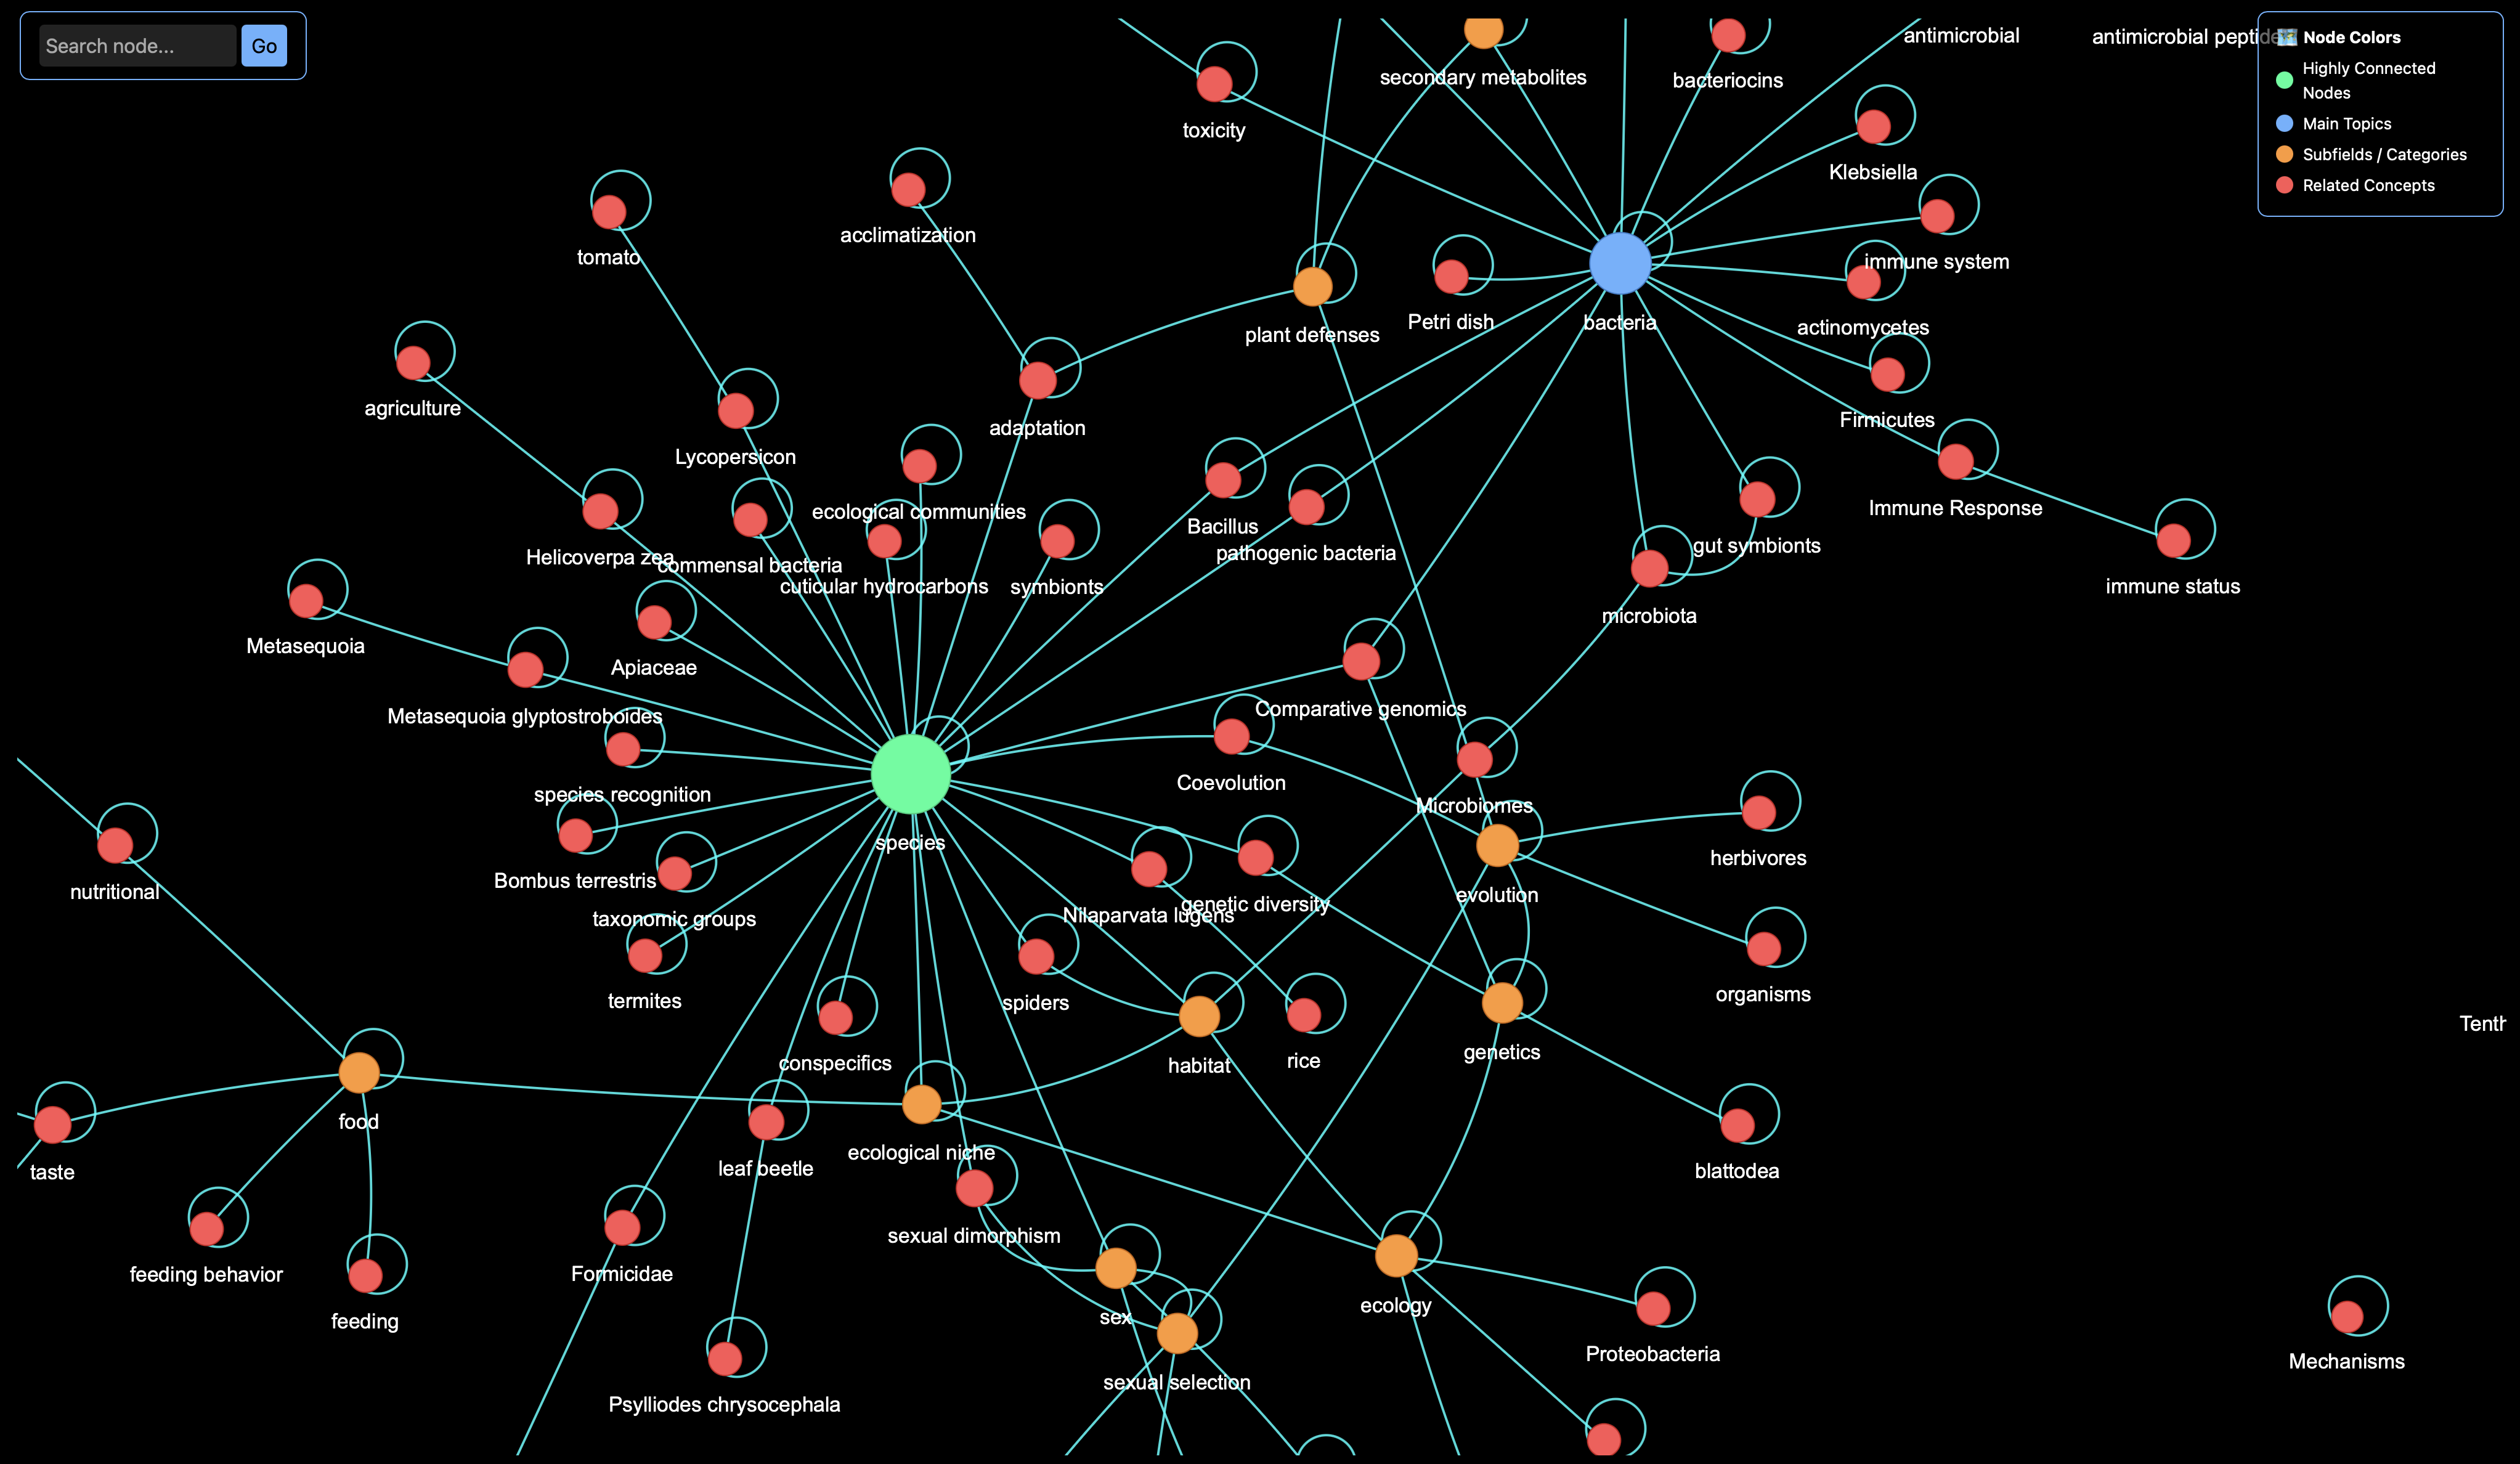 Search node...
Go
antimicrobial
antimicrobial peptide
Node Colors
Highly Connected
Nodes
Main Topics
Subfields / Categories
Related Concepts
secondary metabolites
bacteriocins
toxicity
Klebsiella
acclimatization
tomato
immune system
plant defenses
Petri dish
bacteria
actinomycetes
agriculture
adaptation
Firmicutes
Lycopersicon
ecological communities
Immune Response
Bacillus
pathogenic bacteria
gut symbionts
Helicoverpa zea
commensal bacteria
cuticular hydrocarbons
symbionts
immune status
microbiota
Metasequoia
Apiaceae
Metasequoia glyptostroboides
Comparative genomics
Coevolution
species recognition
Microbiomes
species
herbivores
nutritional
Bombus terrestris
evolution
genetic diversity
Nilaparvata lugens
taxonomic groups
termites
spiders
organisms
Tenth
conspecifics
habitat
rice
genetics
food
ecological niche
leaf beetle
taste
blattodea
sexual dimorphism
feeding behavior
Formicidae
feeding
sex
ecology
Proteobacteria
Mechanisms
sexual selection
Psylliodes chrysocephala